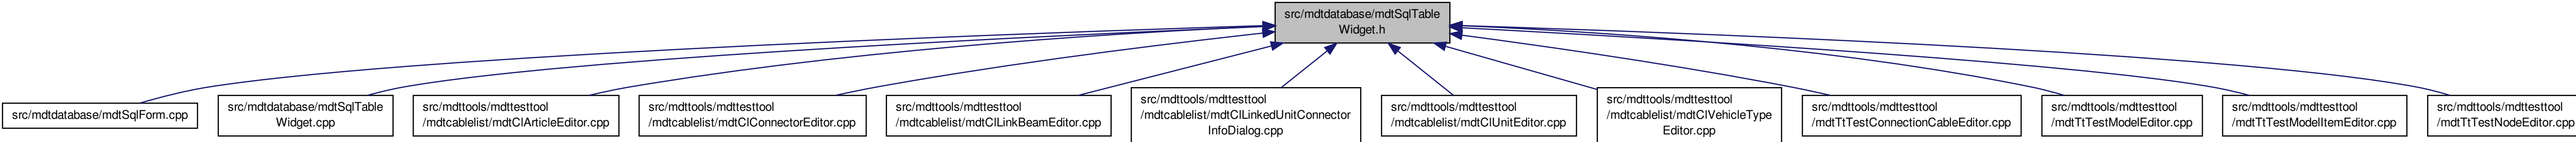 src/mdtdatabase/mdtSqlTable
Widget.h
src/mdtdatabase/mdtSqlForm.cpp
src/mdtdatabase/mdtSqlTable
Widget.cpp
src/mdttools/mdttesttool
/mdtcablelist/mdtClArticleEditor.cpp
src/mdttools/mdttesttool
/mdtcablelist/mdtClConnectorEditor.cpp
src/mdttools/mdttesttool
/mdtcablelist/mdtClLinkBeamEditor.cpp
src/mdttools/mdttesttool
/mdtcablelist/mdtClLinkedUnitConnector
InfoDialog.cpp
src/mdttools/mdttesttool
/mdtcablelist/mdtClUnitEditor.cpp
src/mdttools/mdttesttool
/mdtcablelist/mdtClVehicleType
Editor.cpp
src/mdttools/mdttesttool
/mdtTtTestConnectionCableEditor.cpp
src/mdttools/mdttesttool
/mdtTtTestModelEditor.cpp
src/mdttools/mdttesttool
/mdtTtTestModelItemEditor.cpp
src/mdttools/mdttesttool
/mdtTtTestNodeEditor.cpp